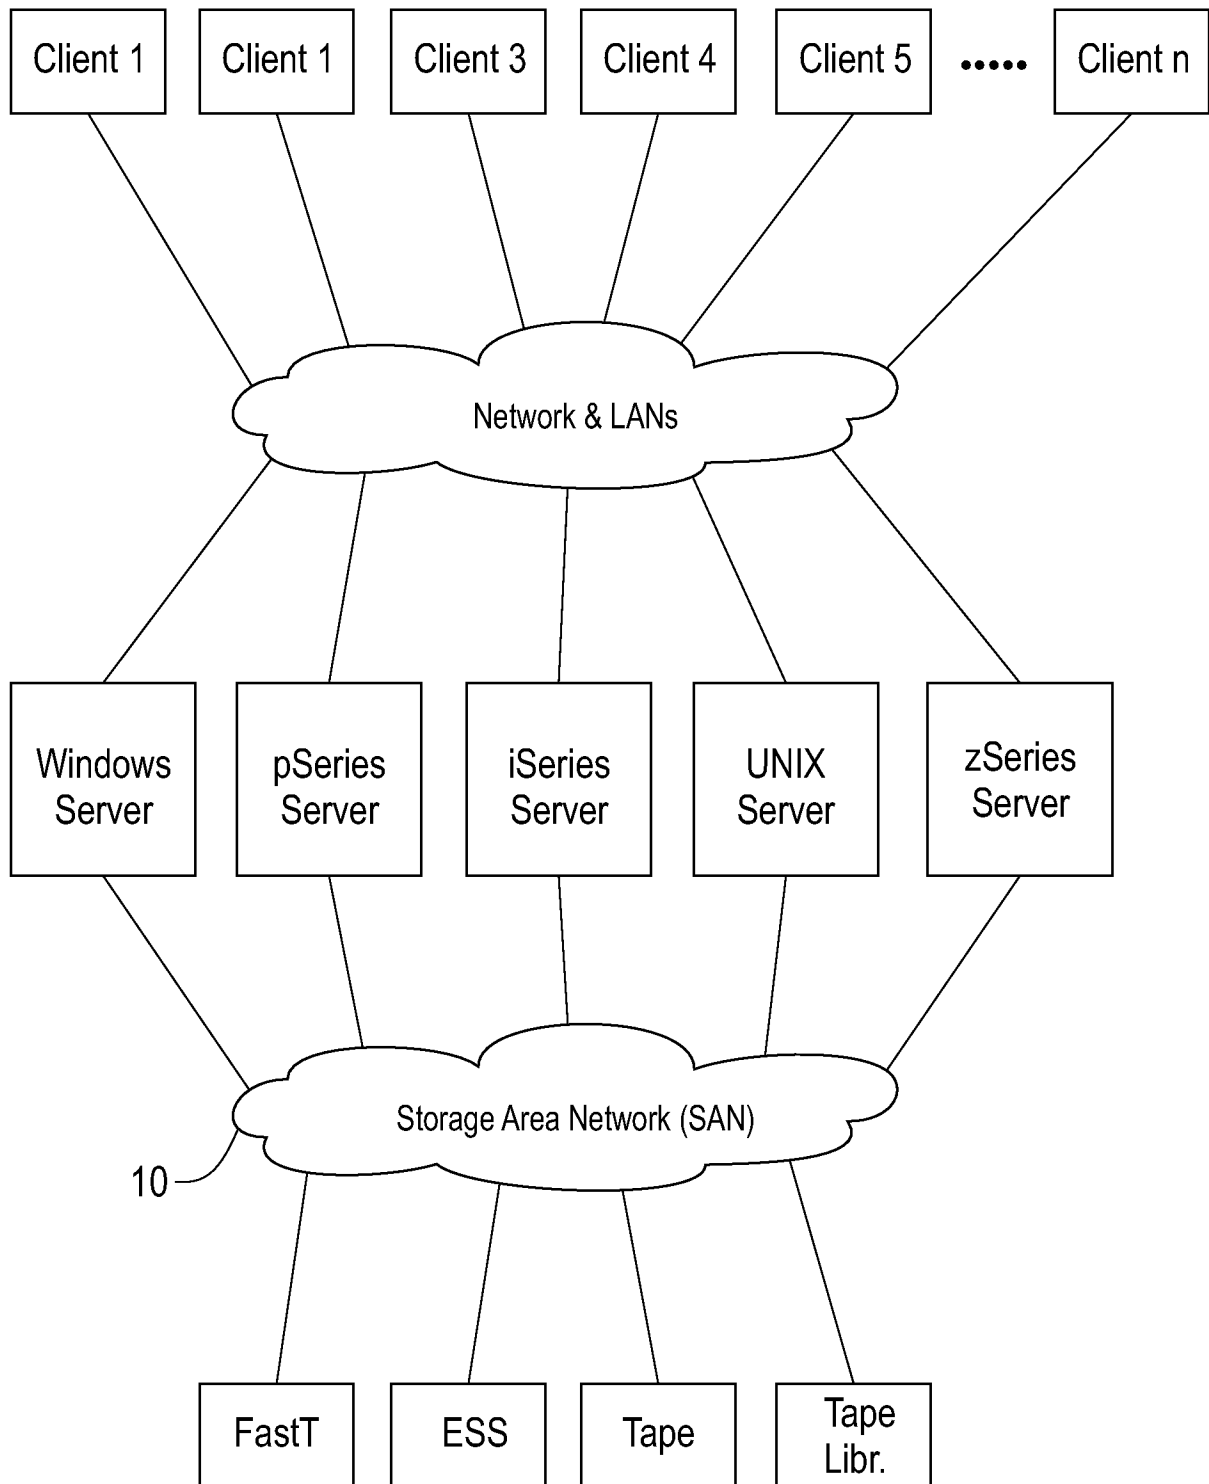 Client 1
Client 1
Client 3
Client 4
Client 5
.....
Client n
Network & LANs
Windows
Server
pSeries
Server
iSeries
Server
UNIX
Server
zSeries
Server
Storage Area Network (SAN)
10
FastT
ESS
Tape
Tape
Libr.